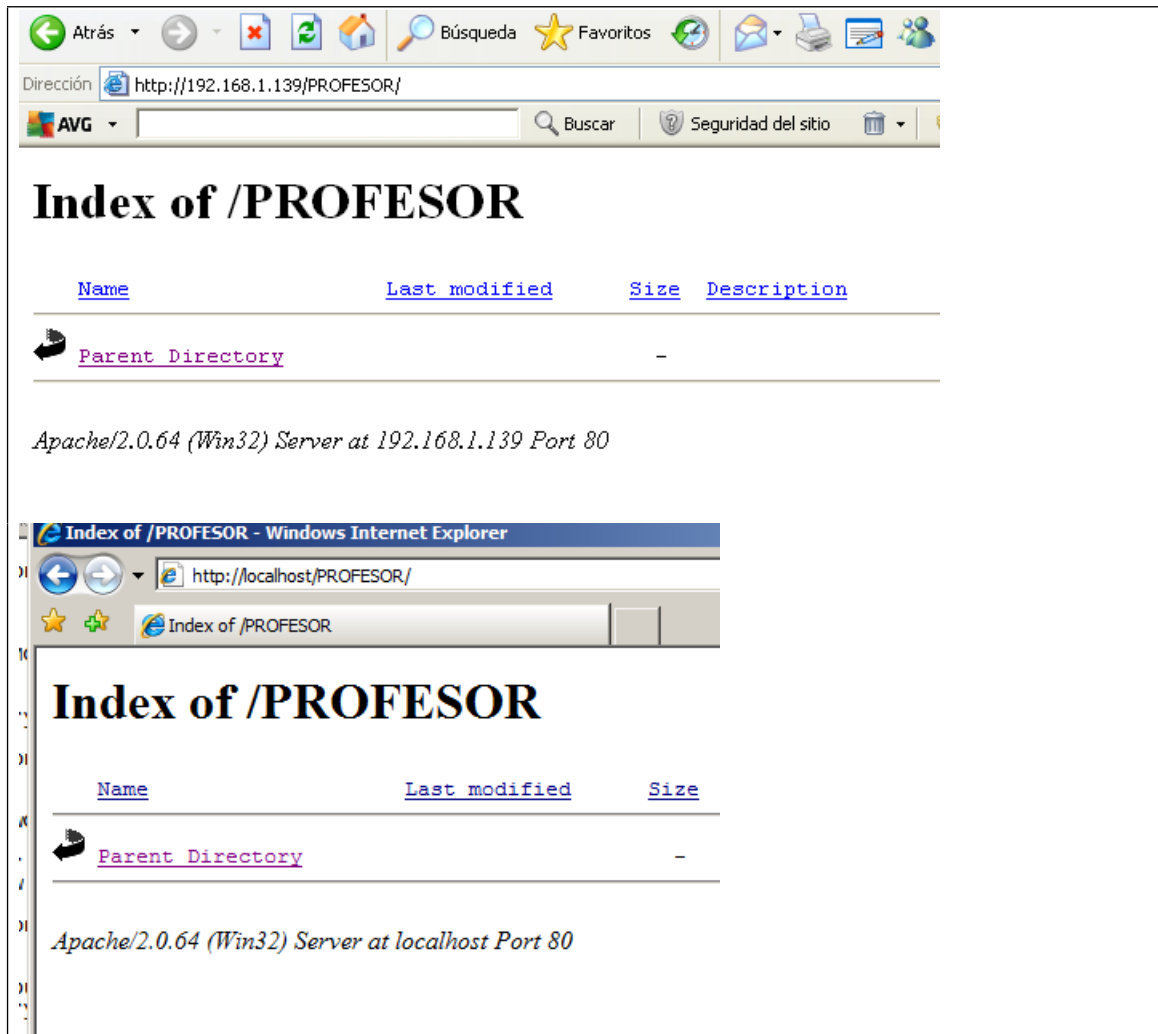 Atrás Búsqueda Favoritos
Dirección http://192.168.1.139/PROFESOR/
AVG Buscar Seguridad del sitio
Index of /PROFESOR
Name Last modified Size Description
Parent Directory -
Apache/2.0.64 (Win32) Server at 192.168.1.139 Port 80
Index of /PROFESOR - Windows Internet Explorer
http://localhost/PROFESOR/
Index of /PROFESOR
Index of /PROFESOR
Name Last modified Size
Parent Directory -
Apache/2.0.64 (Win32) Server at localhost Port 80